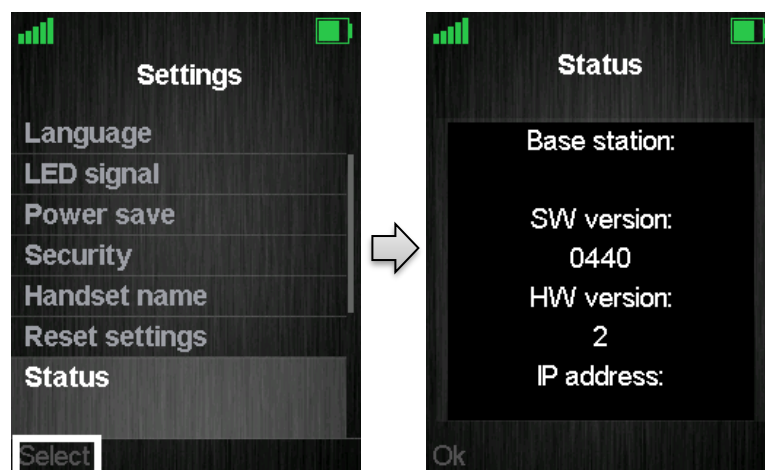 Settings
Language
LED signal
Power save
Security
Handset name
Reset settings
Status
Select
Status
Base station:
SW version:
0440
HW version:
2
IP address:
Ok